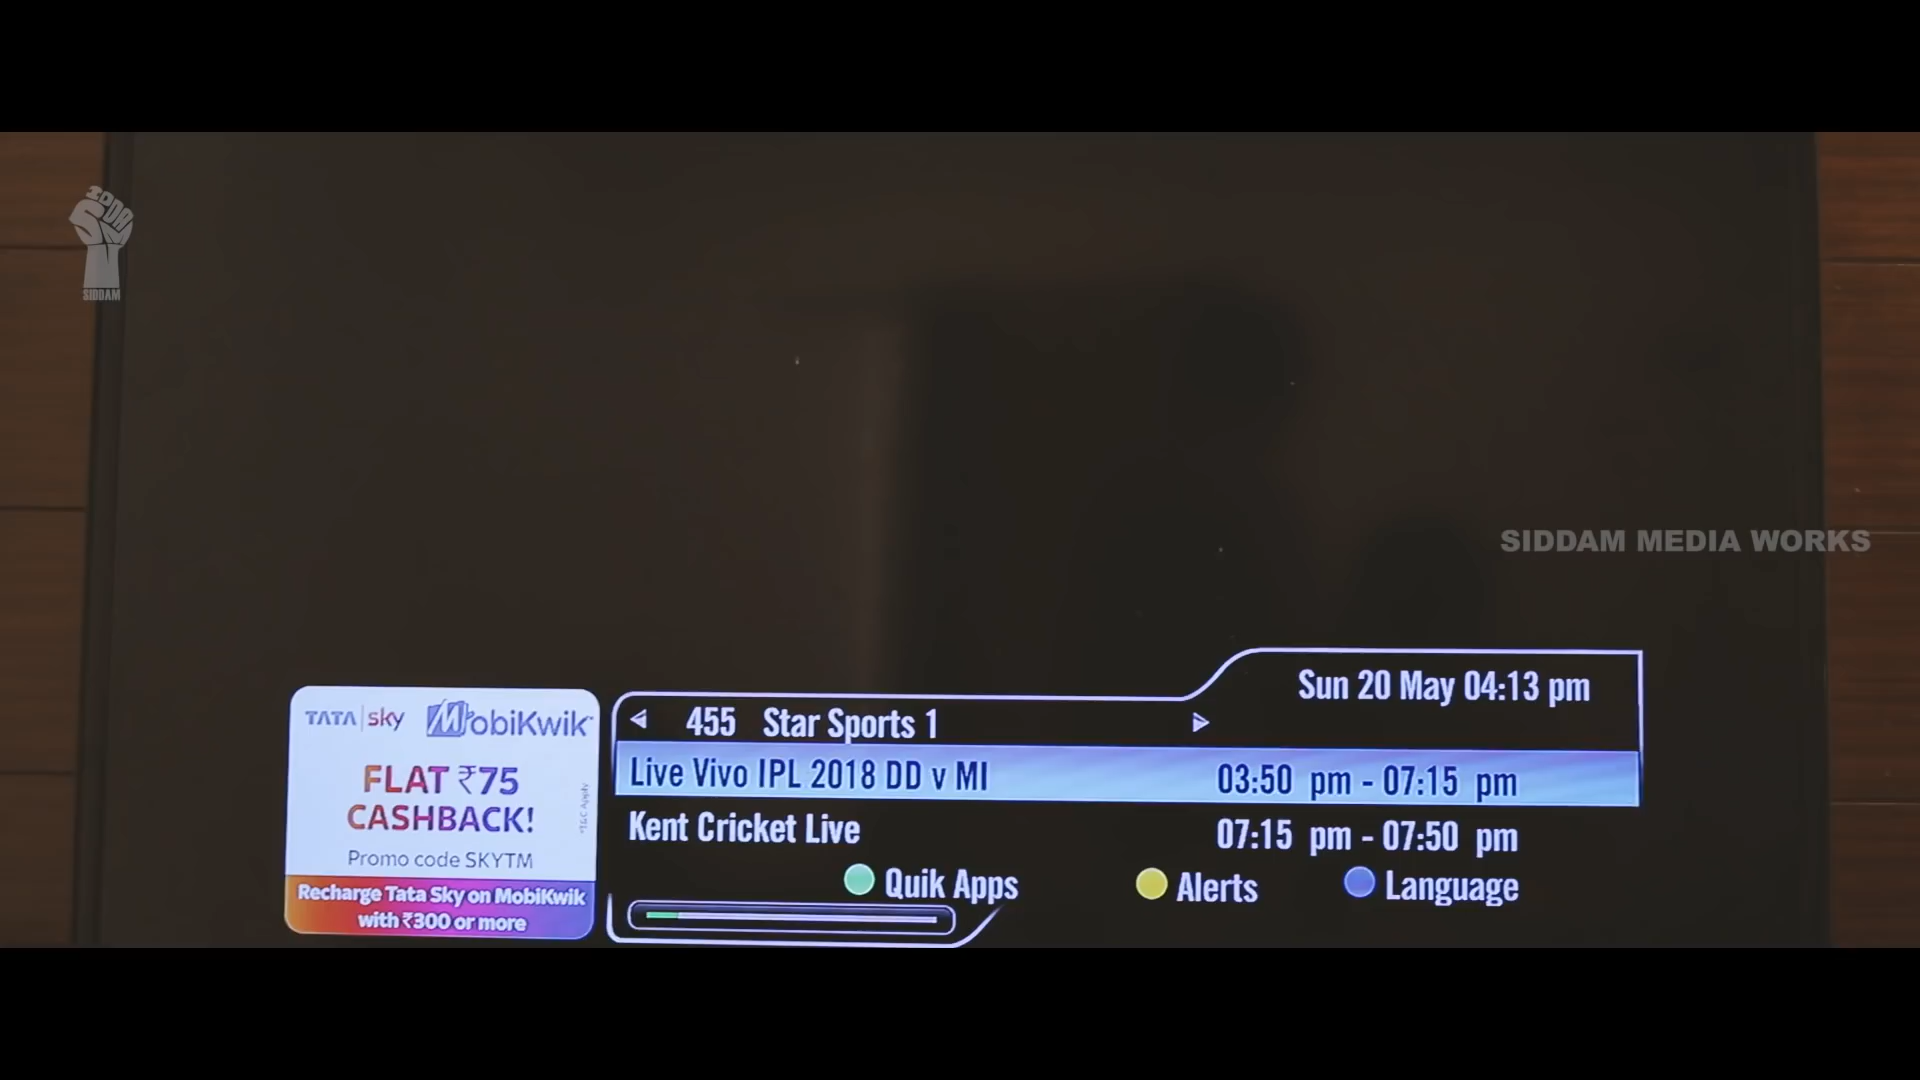 SIDDAM
SIDDAM
SIDDAM MEDIA WORKS
Sun 20 May 04:13 pm
455 Star Sports 1
Live Vivo IPL 2018 DD v MI 03:50 pm - 07:15 pm
Kent Cricket Live 07:15 pm - 07:50 pm
Quik Apps Alerts Language
TATA sky MobiKwik
FLAT ₹75
CASHBACK!
*T&C Apply
Promo code SKYTM
Recharge Tata Sky on MobiKwik
with ₹300 or more